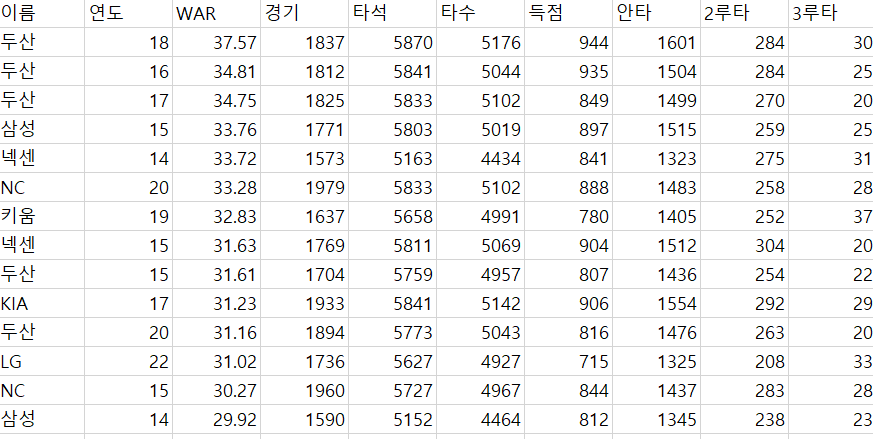 이름 연도 WAR 경기 타석 타수 득점 안타 2루타 3루타
두산 18 37.57 1837 5870 5176 944 1601 284 30
두산 16 34.81 1812 5841 5044 935 1504 284 25
두산 17 34.75 1825 5833 5102 849 1499 270 20
삼성 15 33.76 1771 5803 5019 897 1515 259 25
넥센 14 33.72 1573 5163 4434 841 1323 275 31
NC 20 33.28 1979 5833 5102 888 1483 258 28
키움 19 32.83 1637 5658 4991 780 1405 252 37
넥센 15 31.63 1769 5811 5069 904 1512 304 20
두산 15 31.61 1704 5759 4957 807 1436 254 22
KIA 17 31.23 1933 5841 5142 906 1554 292 29
두산 20 31.16 1894 5773 5043 816 1476 263 20
LG 22 31.02 1736 5627 4927 715 1325 208 33
NC 15 30.27 1960 5727 4967 844 1437 283 28
삼성 14 29.92 1590 5152 4464 812 1345 238 23